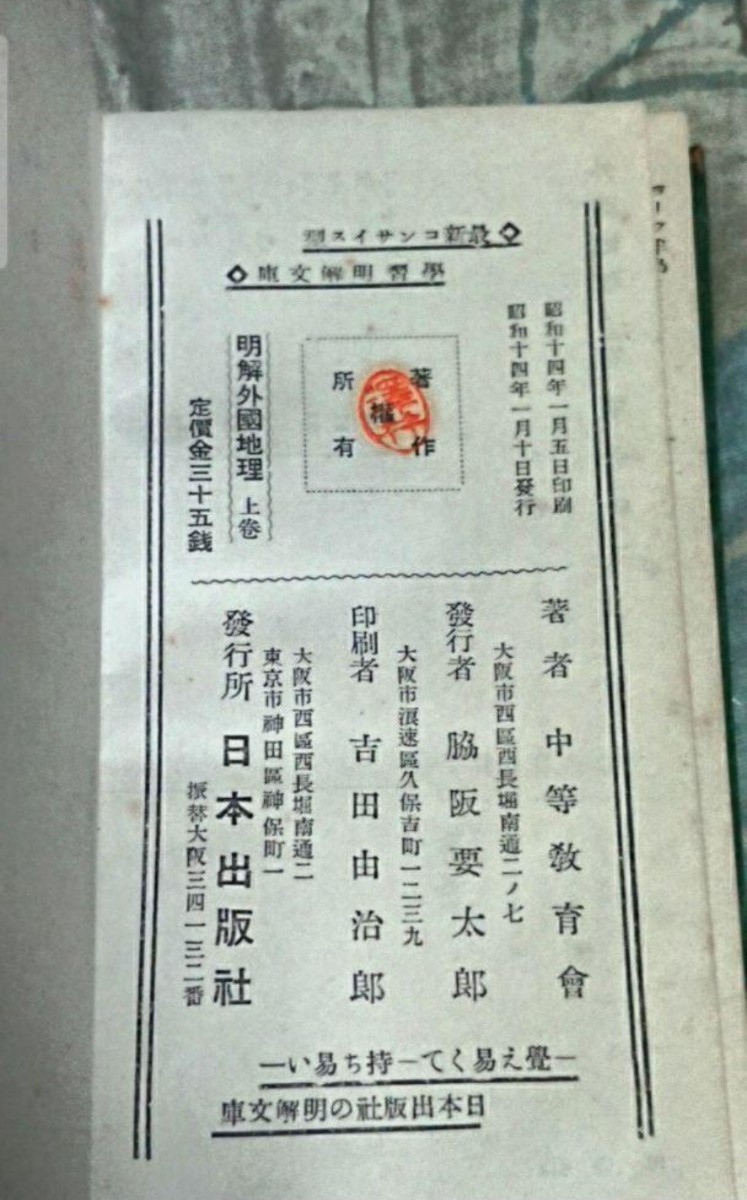 ◇最新コンサイス型
學習明解文庫◇
昭和十四年一月五日印刷
昭和十四年一月十日發行
著作權所有
明解外國地理 上卷
定價金三十五銭
著者 中等教育會
大阪市西區西長堀南通二ノ七
發行者 脇阪要太郎
大阪市浪速區久保吉町一二三九
印刷者 吉田由治郎
大阪市西區西長堀南通二
東京市神田區神保町一
發行所 日本出版社
振替大阪三四一三二番
―覺え易くて―持ち易い―
日本出版社の明解文庫